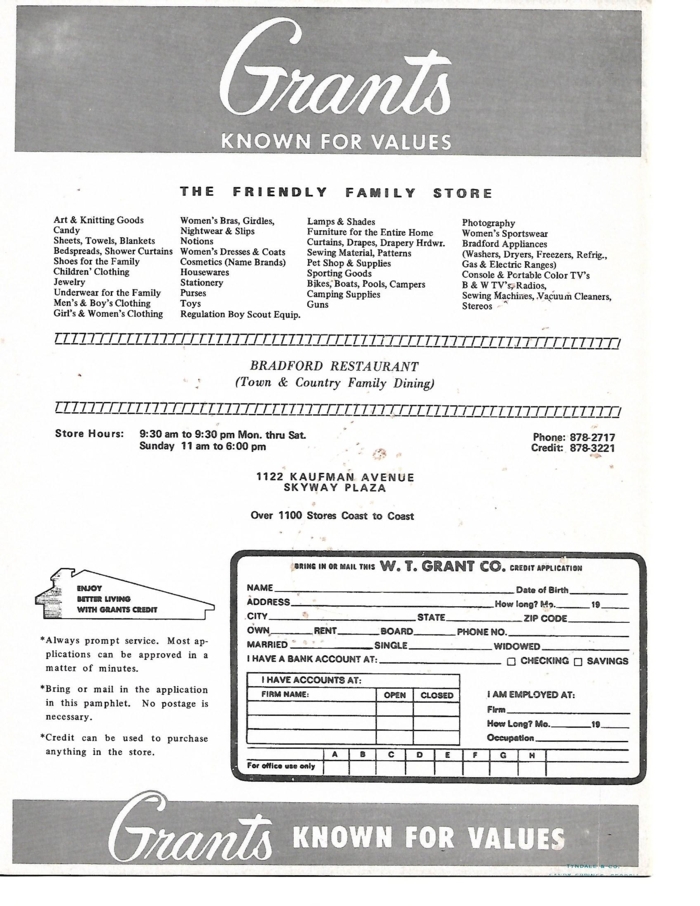 Grants
KNOWN FOR VALUES
THE FRIENDLY FAMILY STORE
Art & Knitting Goods
Candy
Sheets, Towels, Blankets
Bedspreads, Shower Curtains
Shoes for the Family
Children' Clothing
Jewelry
Underwear for the Family
Men's & Boy's Clothing
Girl's & Women's Clothing
Women's Bras, Girdles,
Nightwear & Slips
Notions
Women's Dresses & Coats
Cosmetics (Name Brands)
Housewares
Stationery
Purses
Toys
Regulation Boy Scout Equip.
Lamps & Shades
Furniture for the Entire Home
Curtains, Drapes, Drapery Hrdwr.
Sewing Material, Patterns
Pet Shop & Supplies
Sporting Goods
Bikes, Boats, Pools, Campers
Camping Supplies
Guns
Photography
Women's Sportswear
Bradford Appliances
(Washers, Dryers, Freezers, Refrig.,
Gas & Electric Ranges)
Console & Portable Color TV's
B & W TV's, Radios,
Sewing Machines, Vacuum Cleaners,
Stereos
BRADFORD RESTAURANT
(Town & Country Family Dining)
Store Hours: 9:30 am to 9:30 pm Mon. thru Sat.
Sunday 11 am to 6:00 pm
Phone: 878-2717
Credit: 878-3221
1122 KAUFMAN AVENUE
SKYWAY PLAZA
Over 1100 Stores Coast to Coast
ENJOY
BETTER LIVING
WITH GRANTS CREDIT
*Always prompt service. Most ap-
plications can be approved in a
matter of minutes.
*Bring or mail in the application
in this pamphlet. No postage is
necessary.
*Credit can be used to purchase
anything in the store.
BRING IN OR MAIL THIS W. T. GRANT CO. CREDIT APPLICATION
NAME Date of Birth
ADDRESS How long? Mo. 19
CITY STATE ZIP CODE
OWN RENT BOARD PHONE NO.
MARRIED SINGLE WIDOWED
I HAVE A BANK ACCOUNT AT: CHECKING SAVINGS
I HAVE ACCOUNTS AT:
FIRM NAME: OPEN CLOSED
I AM EMPLOYED AT:
Firm
How Long? Mo. 19
Occupation
For office use only A B C D E F G H
Grants KNOWN FOR VALUES
TYNDALE & CO.